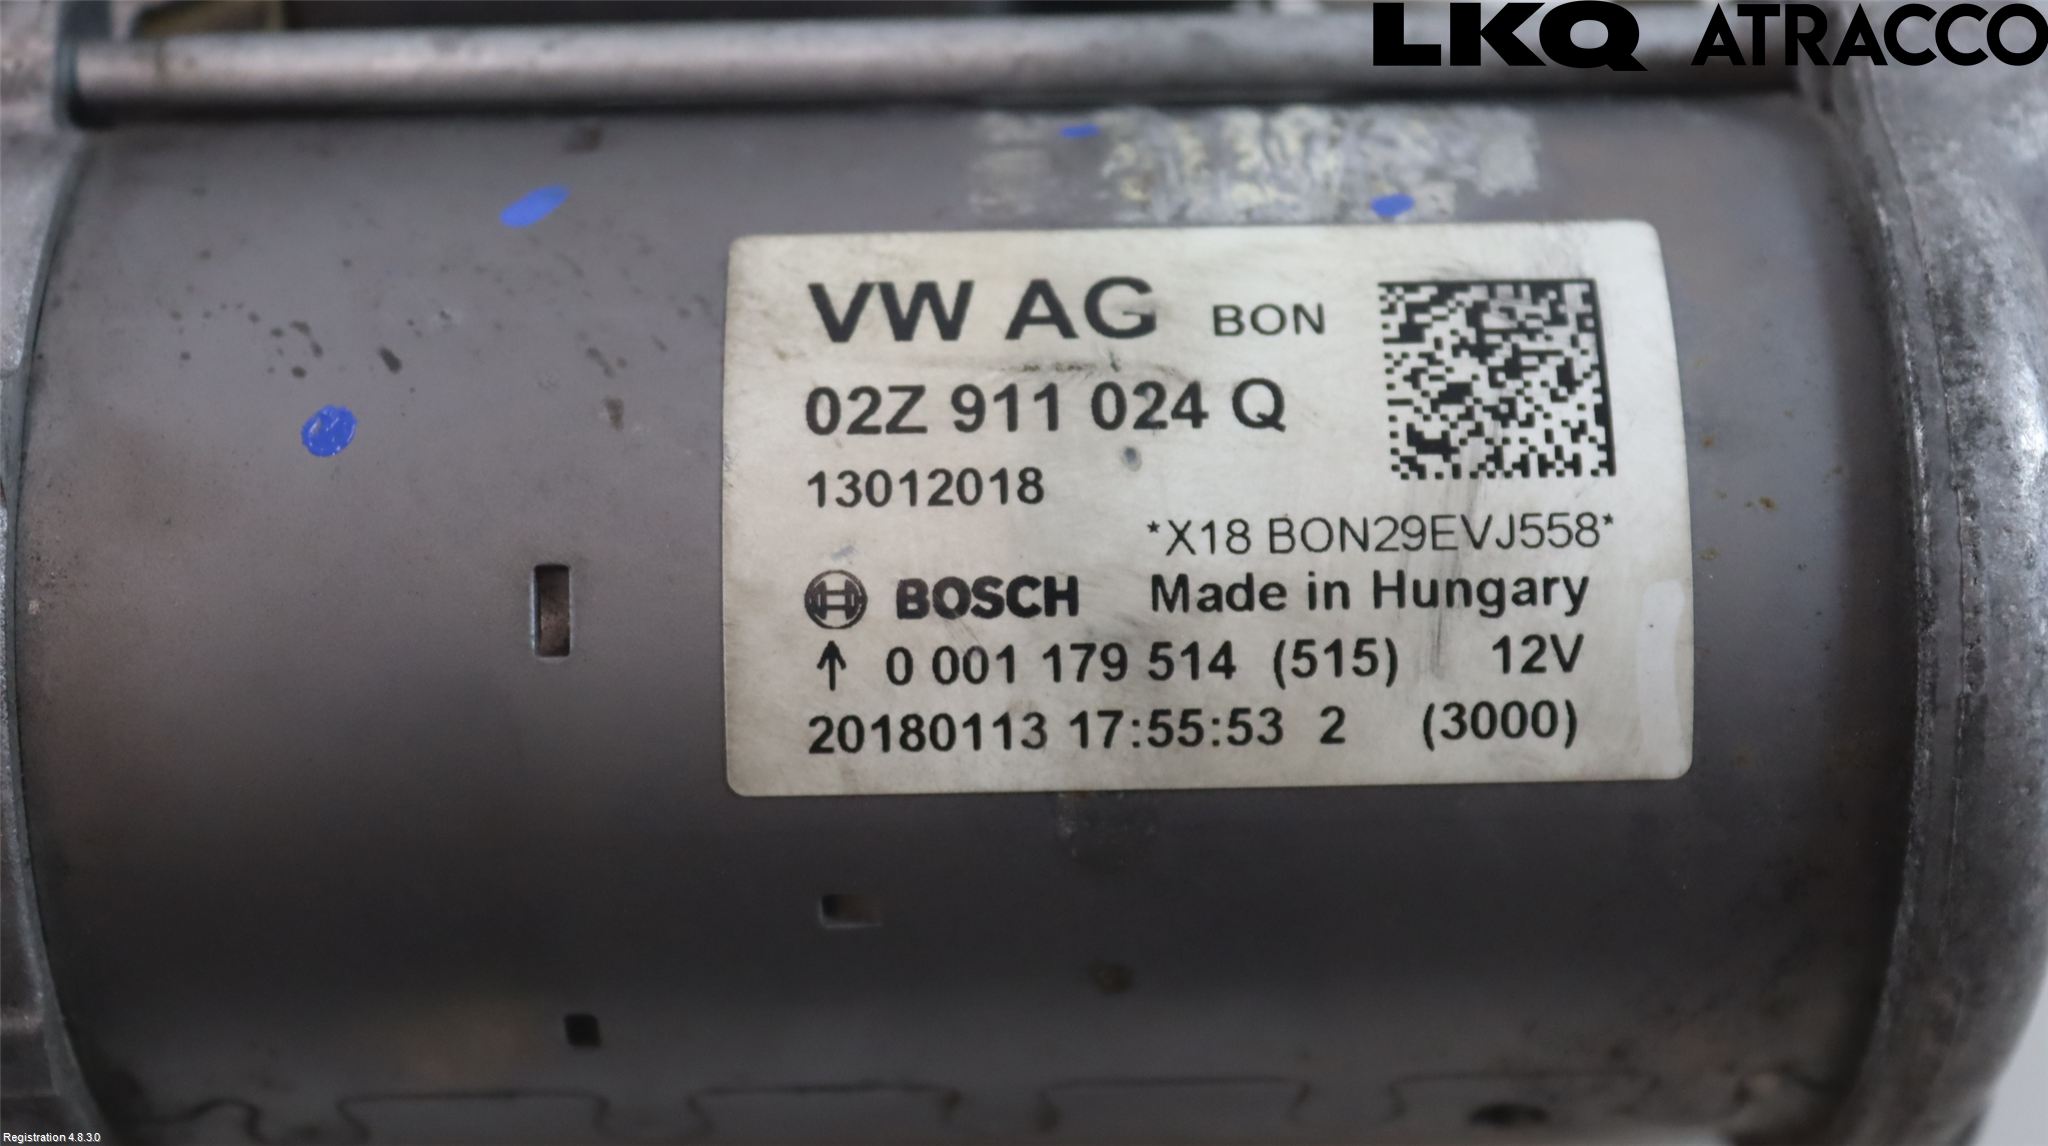 LKQ ATRACCO
VW AG BON
02Z 911 024 Q
13012018
*X18 BON29EVJ558*
BOSCH Made in Hungary
↑ 0 001 179 514 (515) 12V
20180113 17:55:53 2 (3000)
Registration 4.8.3.0